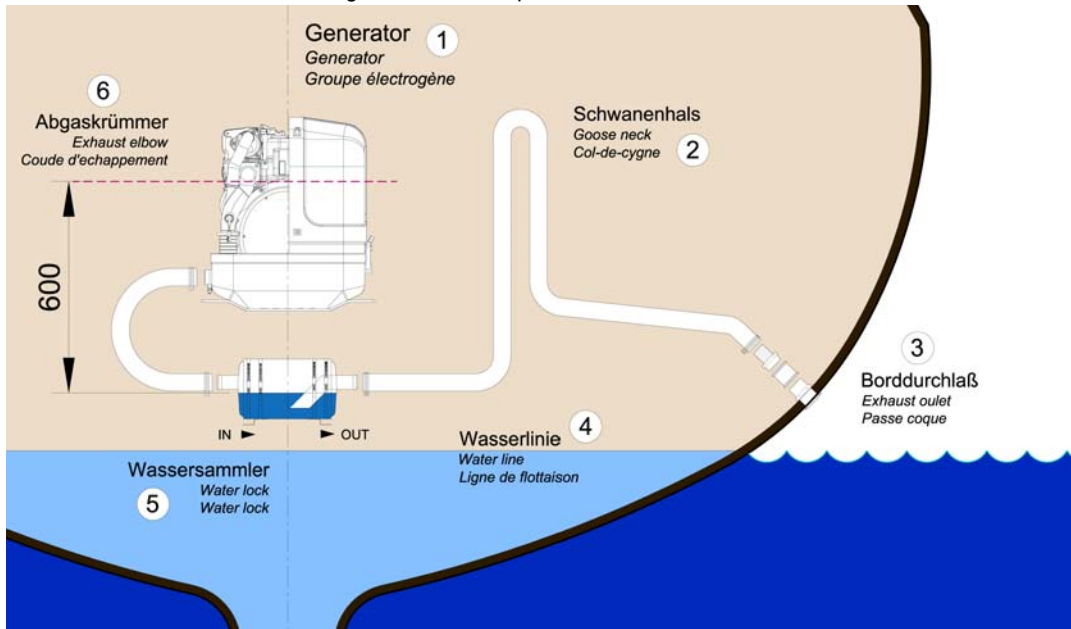 Generator
1
Generator
Groupe électrogène
6
Abgaskrümmer
Exhaust elbow
Coude d'echappement
Schwanenhals
Goose neck
Col-de-cygne
2
600
3
Borddurchlaß
Exhaust oulet
Passe coque
IN
OUT
4
Wasserlinie
Water line
Ligne de flottaison
Wassersammler
Water lock
Water lock
5